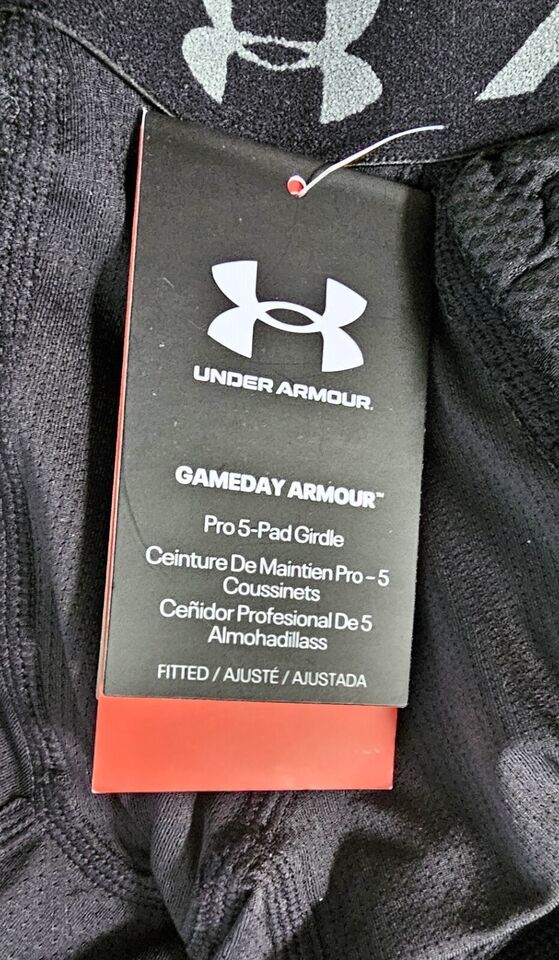 UNDER ARMOUR
GAMEDAY ARMOUR™
Pro 5-Pad Girdle
Ceinture De Maintien Pro - 5
Coussinets
Ceñidor Profesional De 5
Almohadillass
FITTED / AJUSTÉ / AJUSTADA